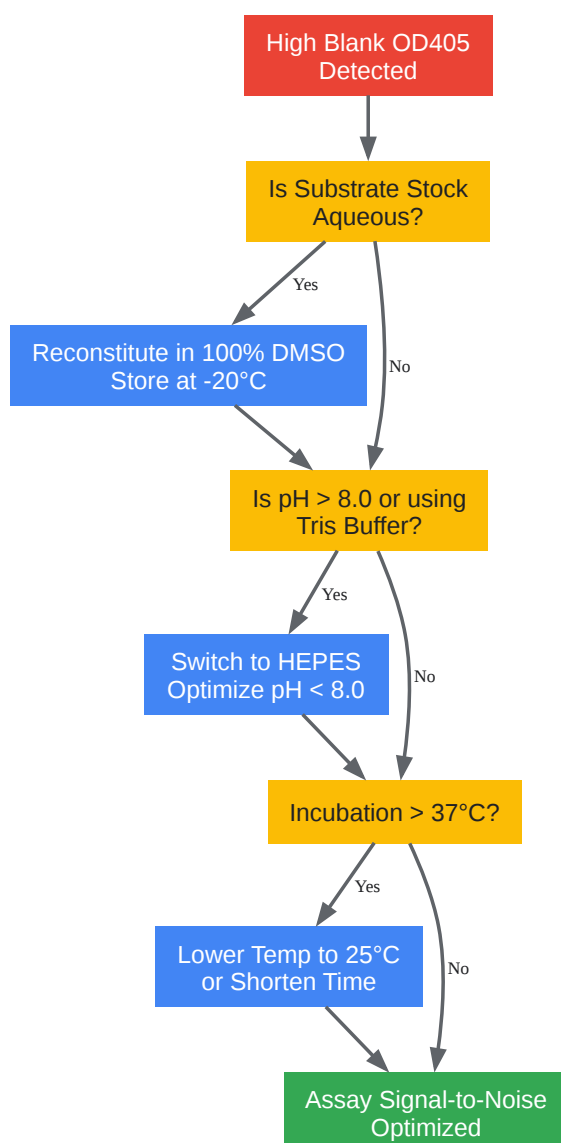 High Blank OD405
Detected
Is Substrate Stock
Aqueous?
Yes
Reconstitute in 100% DMSO
Store at -20°C
No
Is pH > 8.0 or using
Tris Buffer?
Yes
Switch to HEPES
Optimize pH < 8.0
No
Incubation > 37°C?
Yes
Lower Temp to 25°C
or Shorten Time
No
Assay Signal-to-Noise
Optimized